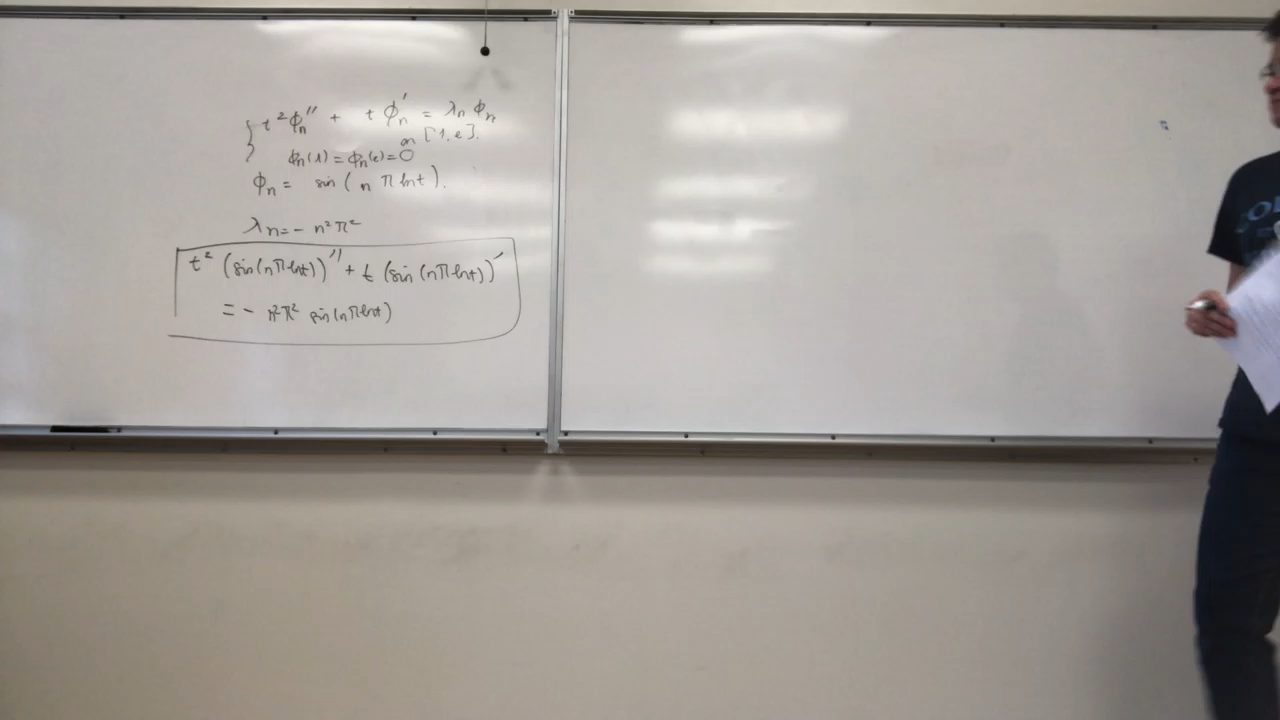 { t²ϕₙ'' + tϕₙ' = λₙ ϕₙ
on [1, e].
ϕₙ(1) = ϕₙ(e) = 0
ϕₙ = sin(n π ln t).
λₙ = - n²π²
t² (sin(nπ ln t))'' + t (sin(nπ ln t))'
= - n²π² sin(nπ ln t)